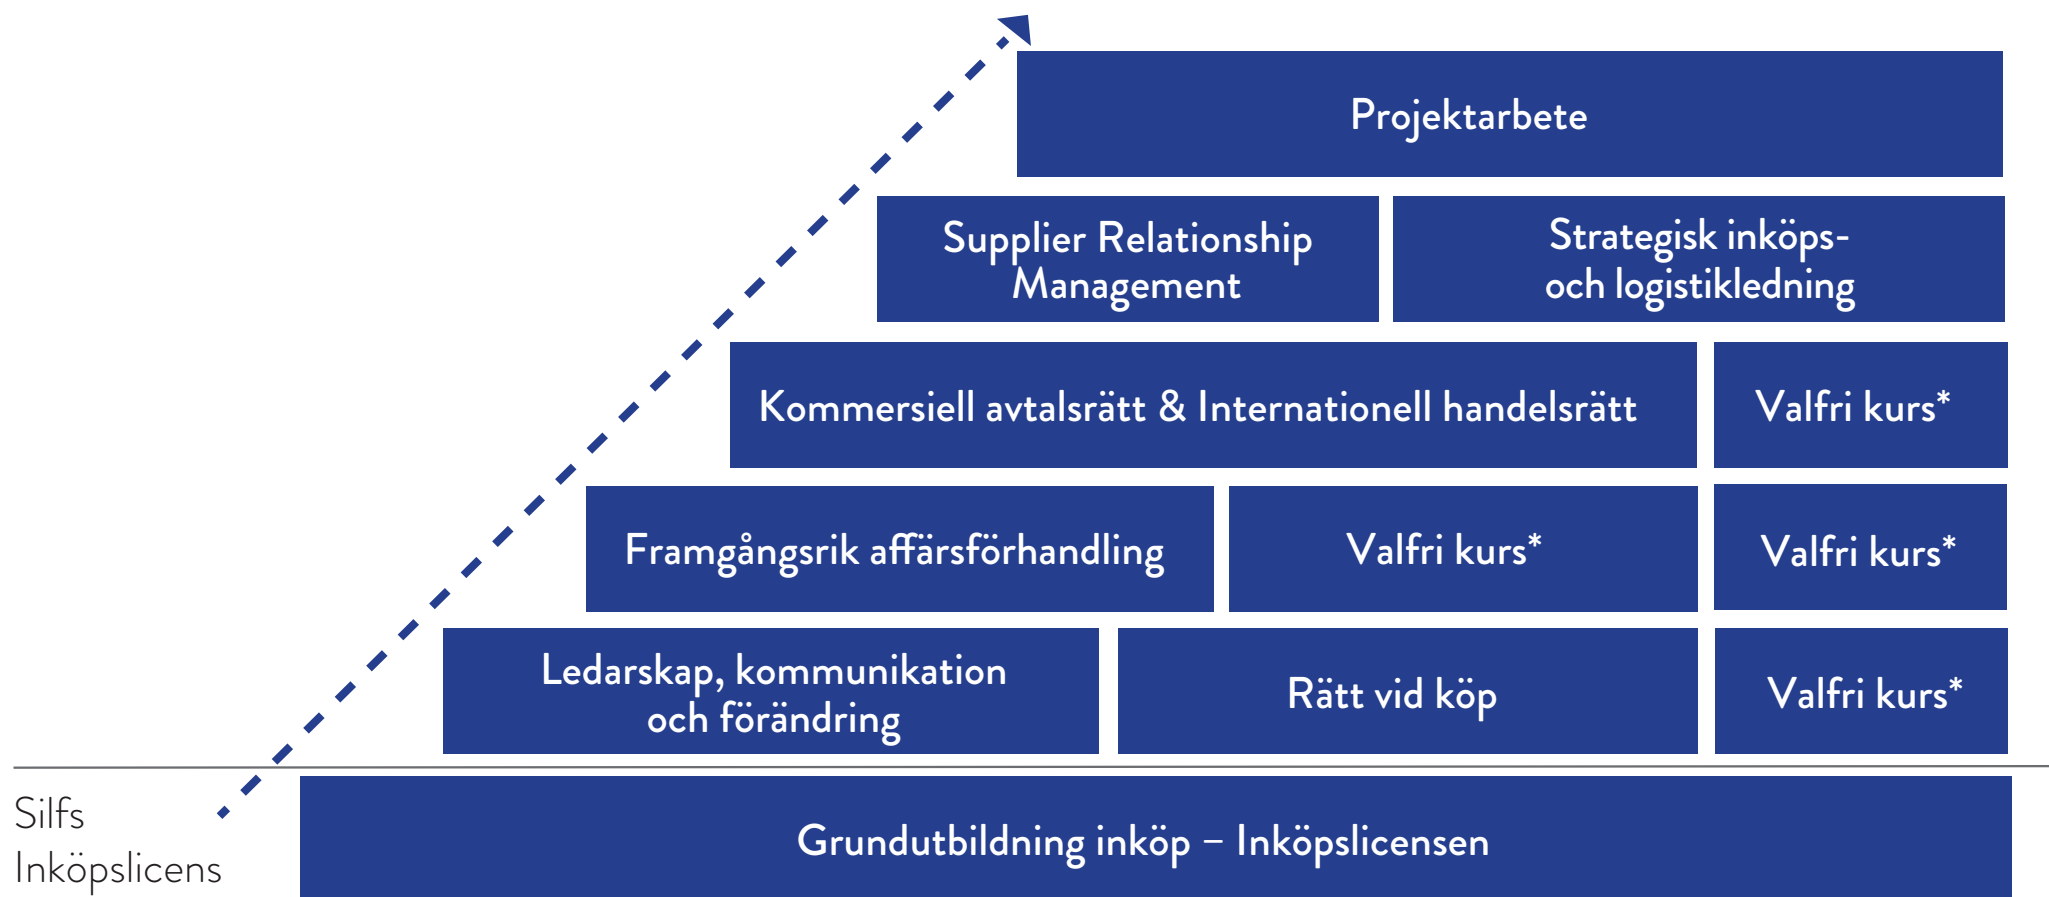 Projektarbete
Supplier Relationship
Management
Strategisk inköps-
och logistikledning
Kommersiell avtalsrätt & Internationell handelsrätt
Valfri kurs*
Framgångsrik affärsförhandling
Valfri kurs*
Valfri kurs*
Ledarskap, kommunikation
och förändring
Rätt vid köp
Valfri kurs*
Silfs
Inköpslicens
Grundutbildning inköp – Inköpslicensen